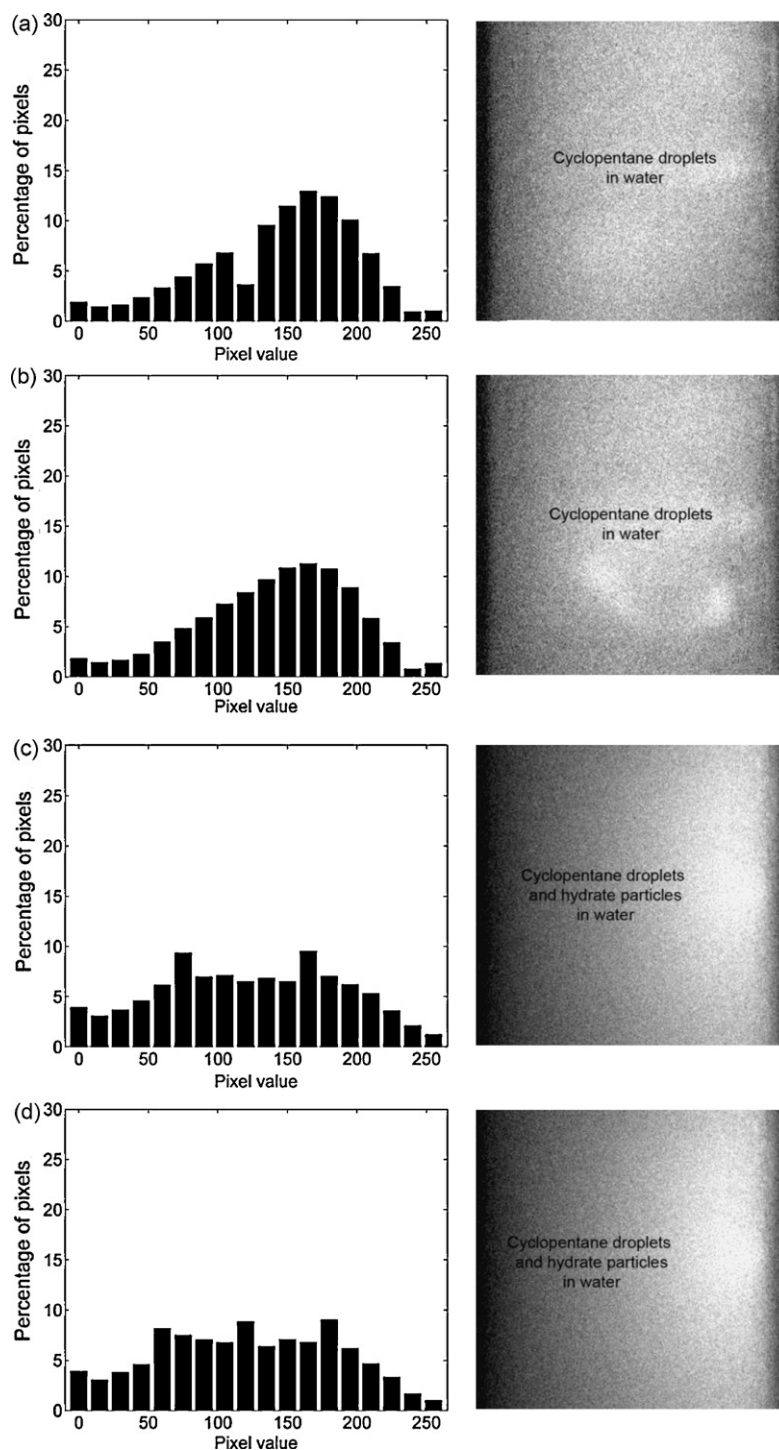 (a)
30
25
20
15
10
5
0
Percentage of pixels
0 50 100 150 200 250
Pixel value
Cyclopentane droplets
in water
(b)
30
25
20
15
10
5
0
Percentage of pixels
0 50 100 150 200 250
Pixel value
Cyclopentane droplets
in water
(c)
30
25
20
15
10
5
0
Percentage of pixels
0 50 100 150 200 250
Pixel value
Cyclopentane droplets
and hydrate particles
in water
(d)
30
25
20
15
10
5
0
Percentage of pixels
0 50 100 150 200 250
Pixel value
Cyclopentane droplets
and hydrate particles
in water